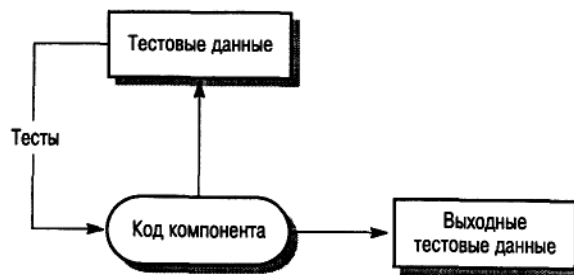 Тестовые данные
Тесты
Код компонента
Выходные
тестовые данные